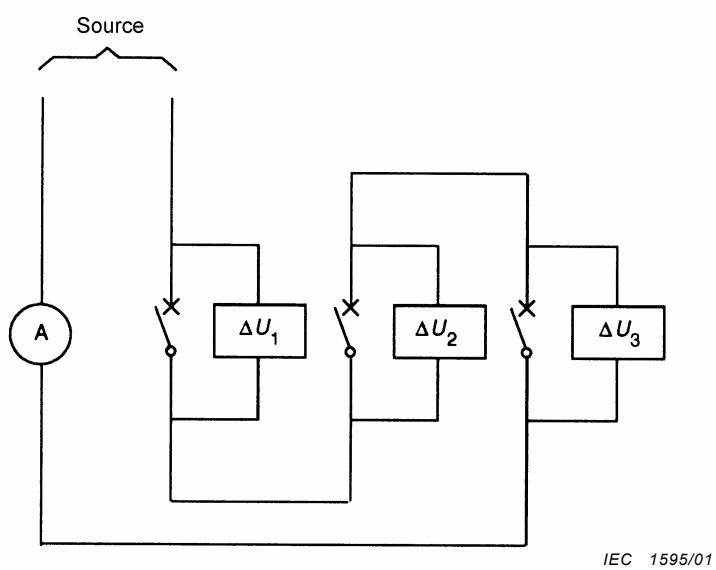 Source
A
ΔU₁
ΔU₂
ΔU₃
IEC 1595/01